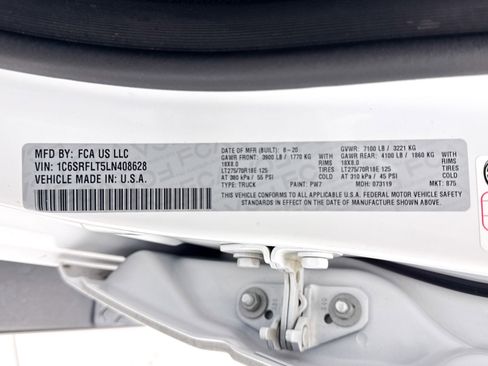 MFD BY: FCA US LLC
VIN: 1C6SRFLT5LN408628
VEHICLE MADE IN: U.S.A.
DATE OF MFR (BUILT): 8-20
GAWR FRONT: 3900 LB / 1770 KG
18X8.0 RIMS
LT275/70R18E 125 TIRES
AT 380 kPa / 55 PSI COLD
TYPE: TRUCK PAINT: PW7
GVWR: 7100 LB / 3221 KG
GAWR REAR: 4100 LB / 1860 KG
18X8.0 RIMS
LT275/70R18E 125 TIRES
AT 310 kPa / 45 PSI COLD
MDH: 073119 MKT: 875
THIS VEHICLE CONFORMS TO ALL APPLICABLE U.S.A. FEDERAL MOTOR VEHICLE SAFETY
STANDARDS IN EFFECT ON THE DATE OF MANUFACTURE SHOWN ABOVE